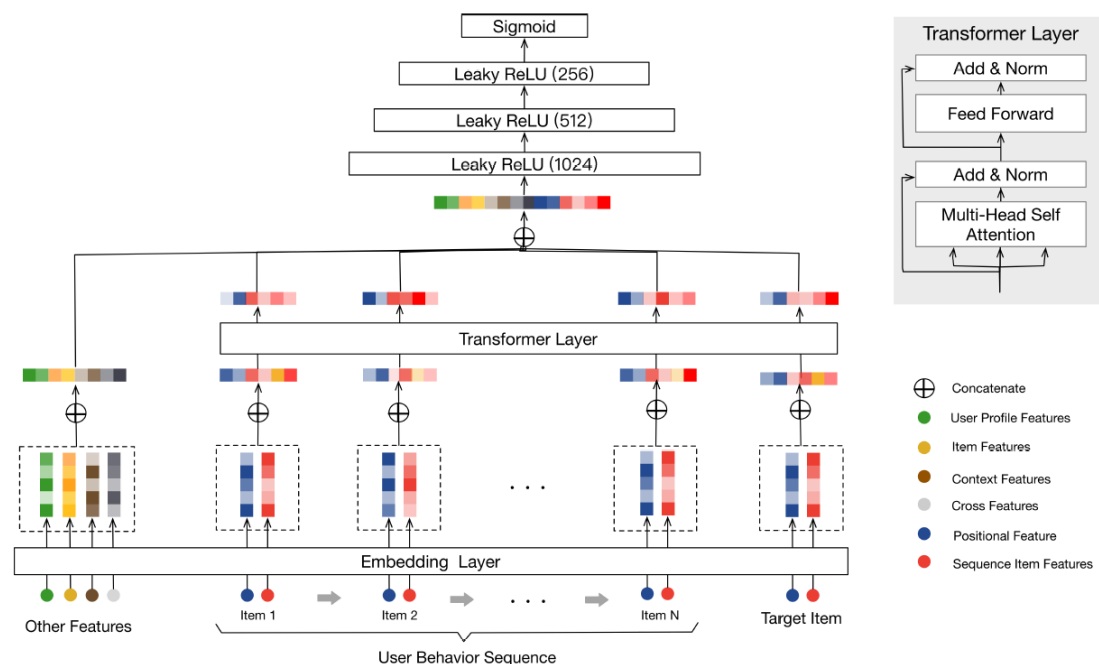 Sigmoid
Leaky ReLU (256)
Leaky ReLU (512)
Leaky ReLU (1024)
Transformer Layer
Embedding Layer
Other Features
Item 1
Item 2
. . .
. . .
Item N
Target Item
User Behavior Sequence
Transformer Layer
Add & Norm
Feed Forward
Add & Norm
Multi-Head Self
Attention
Concatenate
User Profile Features
Item Features
Context Features
Cross Features
Positional Feature
Sequence Item Features